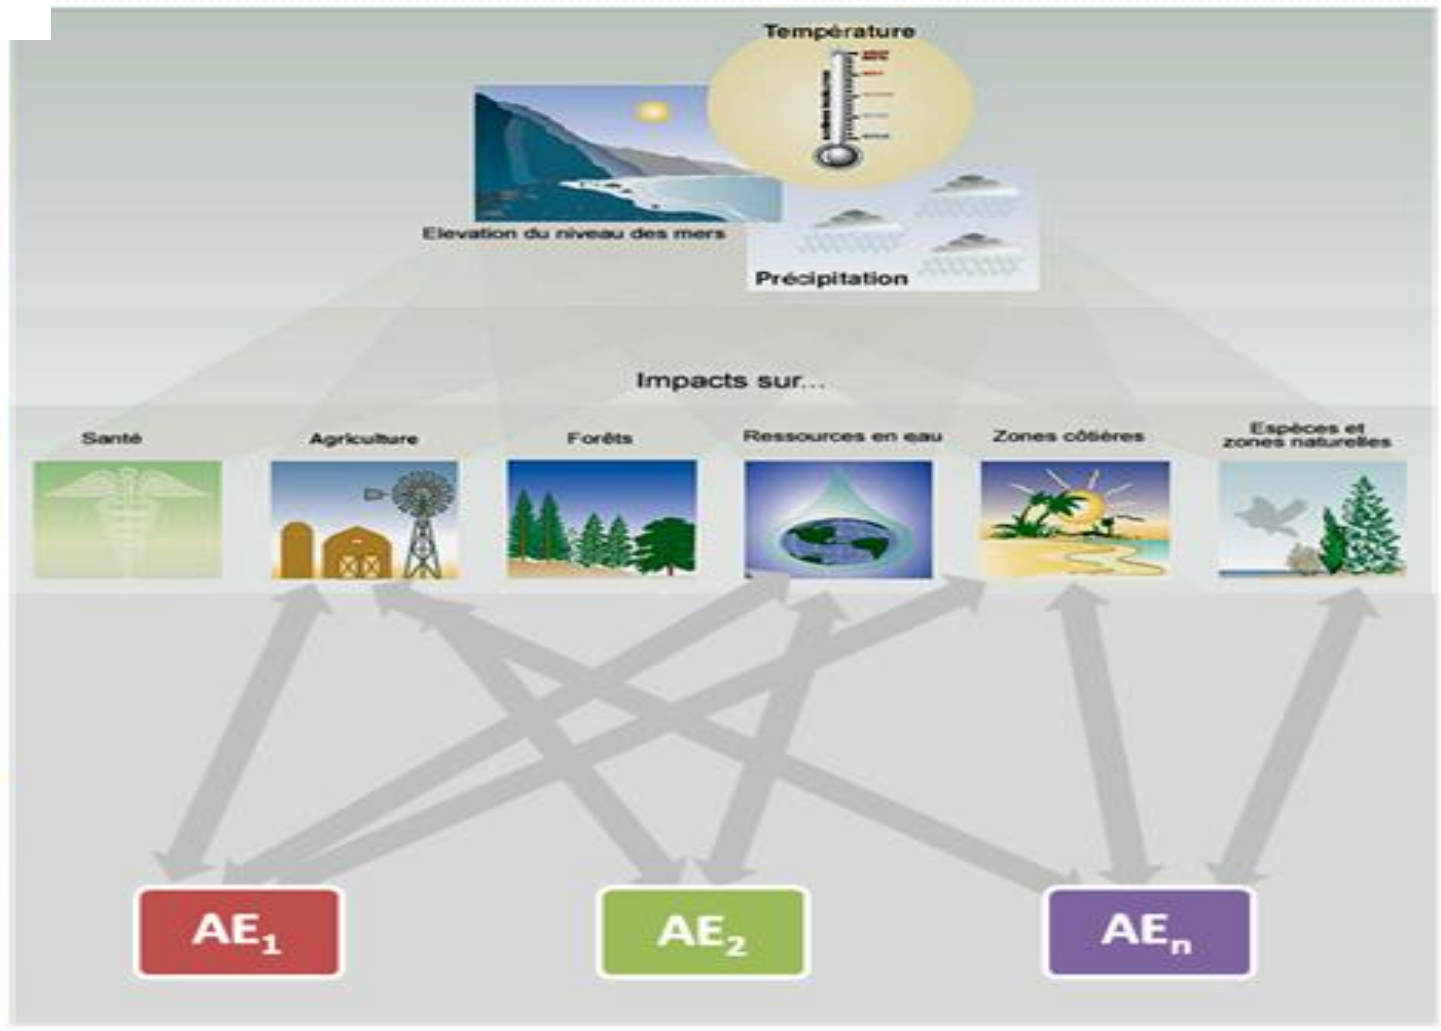 Température
Elevation du niveau des mers
Précipitation
Impacts sur...
Santé
Agriculture
Forêts
Ressources en eau
Zones côtières
Espèces et
zones naturelles
AE1
AE2
AEn